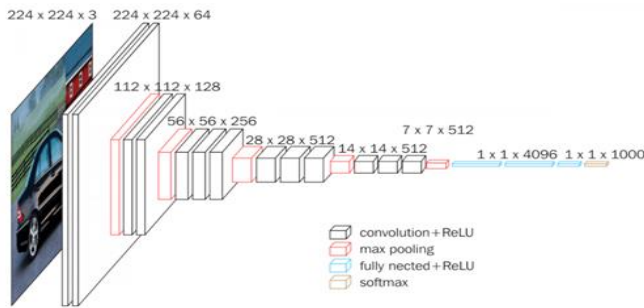 224 x 224 x 3
224 x 224 x 64
112 x 112 x 128
56 x 56 x 256
28 x 28 x 512
14 x 14 x 512
7 x 7 x 512
1 x 1 x 4096
1 x 1 x 1000
convolution+ReLU
max pooling
fully nected+ReLU
softmax